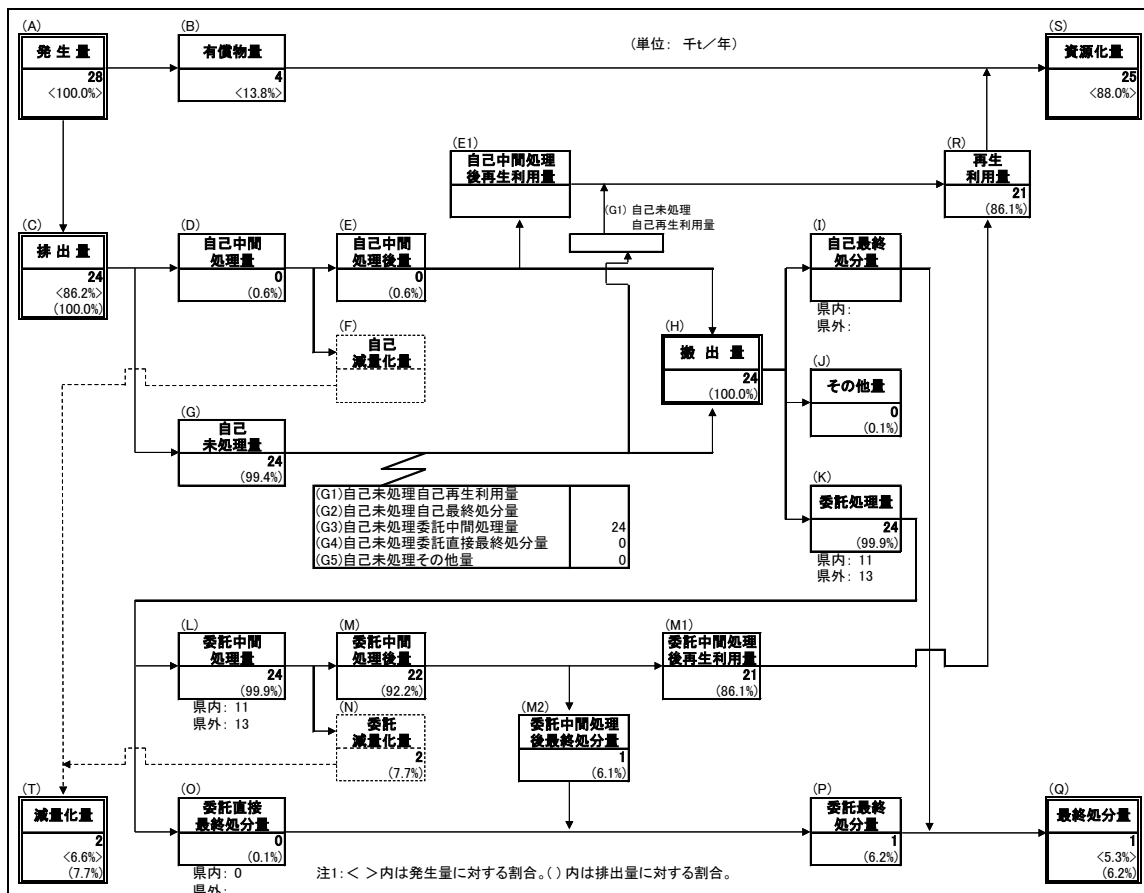 (A)
発 生 量
28
<100.0%>
(B)
有償物量
4
<13.8%>
(単位: 千t/年)
(S)
資源化量
25
<88.0%>
(E1)
自己中間処理
後再生利用量
(R)
再生
利用量
21
(86.1%)
(G1) 自己未処理
自己再生利用量
(C)
排 出 量
24
<86.2%>
(100.0%)
(D)
自己中間
処理量
0
(0.6%)
(E)
自己中間
処理後量
0
(0.6%)
(I)
自己最終
処分量
県内:
県外:
(F)
自己
減量化量
(H)
搬 出 量
24
(100.0%)
(J)
その他量
0
(0.1%)
(G)
自己
未処理量
24
(99.4%)
(G1)自己未処理自己再生利用量
(G2)自己未処理自己最終処分量
(G3)自己未処理委託中間処理量 24
(G4)自己未処理委託直接最終処分量 0
(G5)自己未処理その他量 0
(K)
委託処理量
24
(99.9%)
県内: 11
県外: 13
(L)
委託中間
処理量
24
(99.9%)
県内: 11
県外: 13
(M)
委託中間
処理後量
22
(92.2%)
(M1)
委託中間処理
後再生利用量
21
(86.1%)
(N)
委託
減量化量
2
(7.7%)
(M2)
委託中間処理
後最終処分量
1
(6.1%)
(T)
減量化量
2
<6.6%>
(7.7%)
(O)
委託直接
最終処分量
0
(0.1%)
県内: 0
県外:
(P)
委託最終
処分量
1
(6.2%)
(Q)
最終処分量
1
<5.3%>
(6.2%)
注1:< >内は発生量に対する割合。( )内は排出量に対する割合。